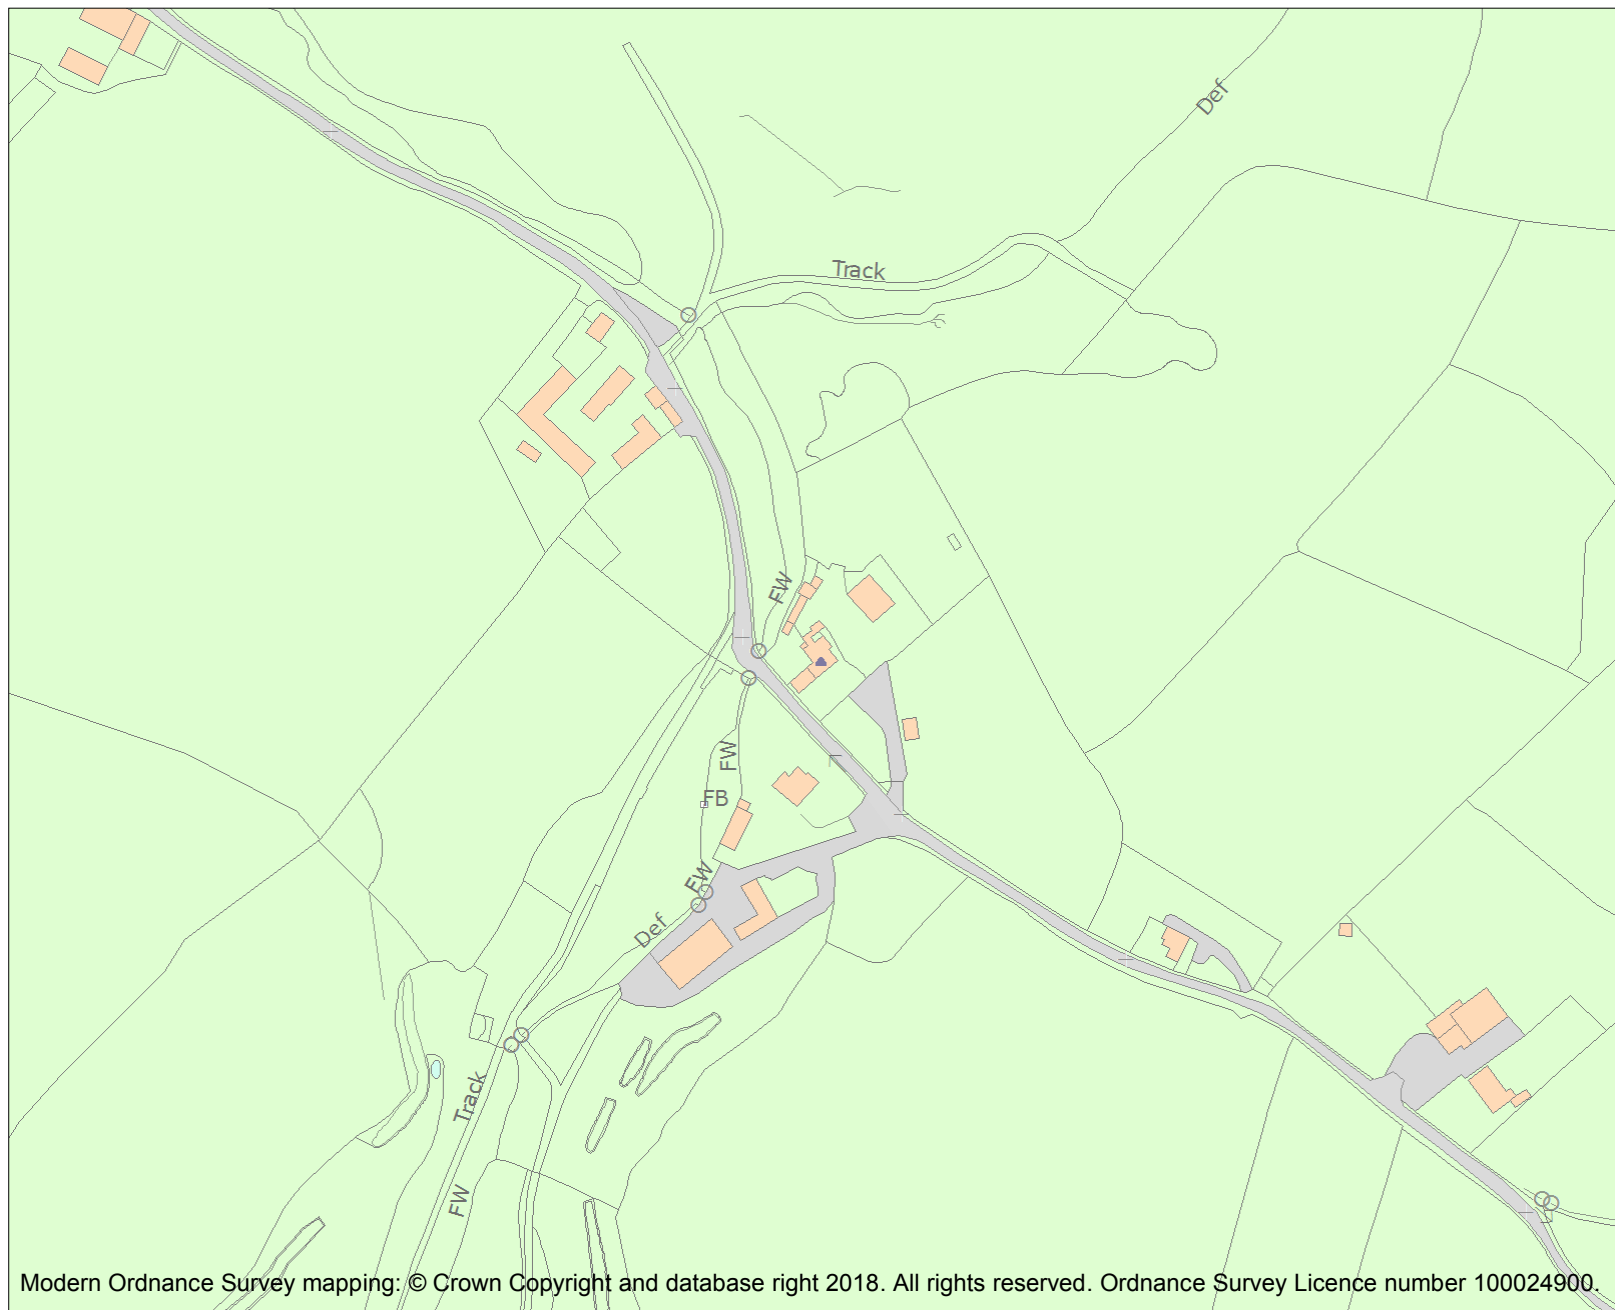 Def
Track
FW
FW
FB
FW
Def
Track
FW
Modern Ordnance Survey mapping: © Crown Copyright and database right 2018. All rights reserved. Ordnance Survey Licence number 100024900.